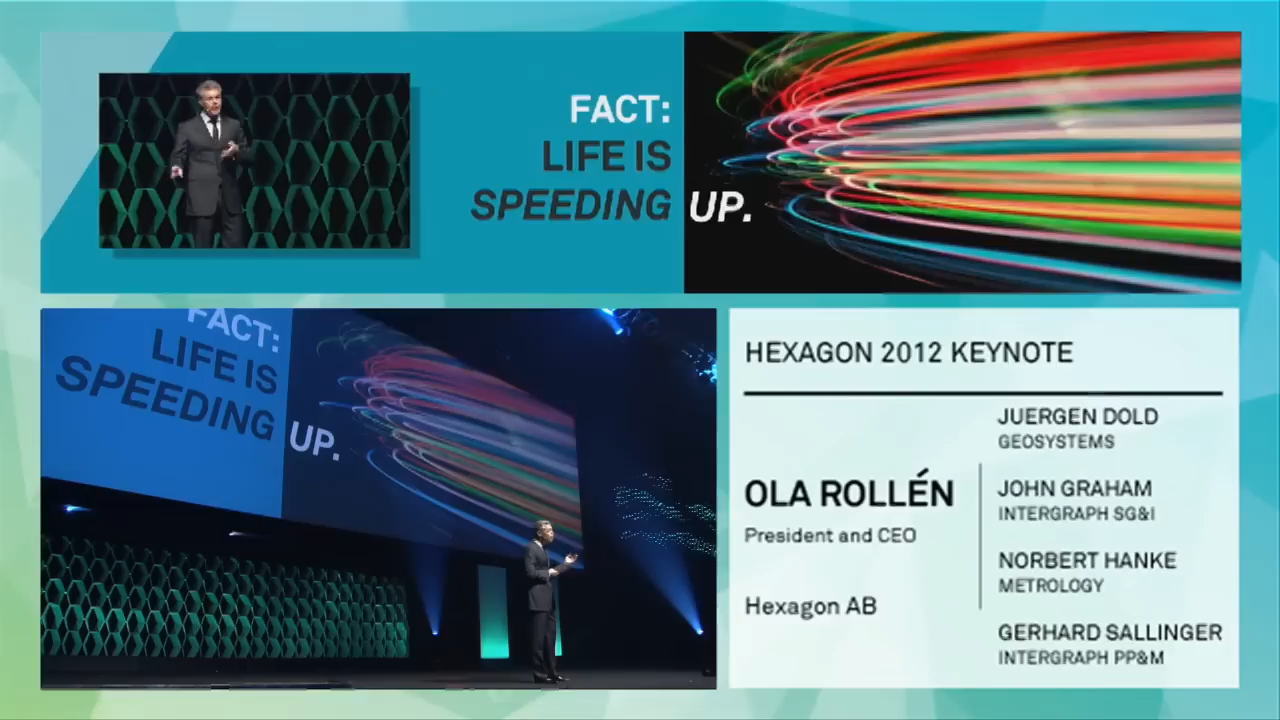 FACT:
LIFE IS
SPEEDING UP.
FACT:
LIFE IS
SPEEDING UP.
HEXAGON 2012 KEYNOTE
OLA ROLLÉN
President and CEO
Hexagon AB
JUERGEN DOLD
GEOSYSTEMS
JOHN GRAHAM
INTERGRAPH SG&I
NORBERT HANKE
METROLOGY
GERHARD SALLINGER
INTERGRAPH PP&M